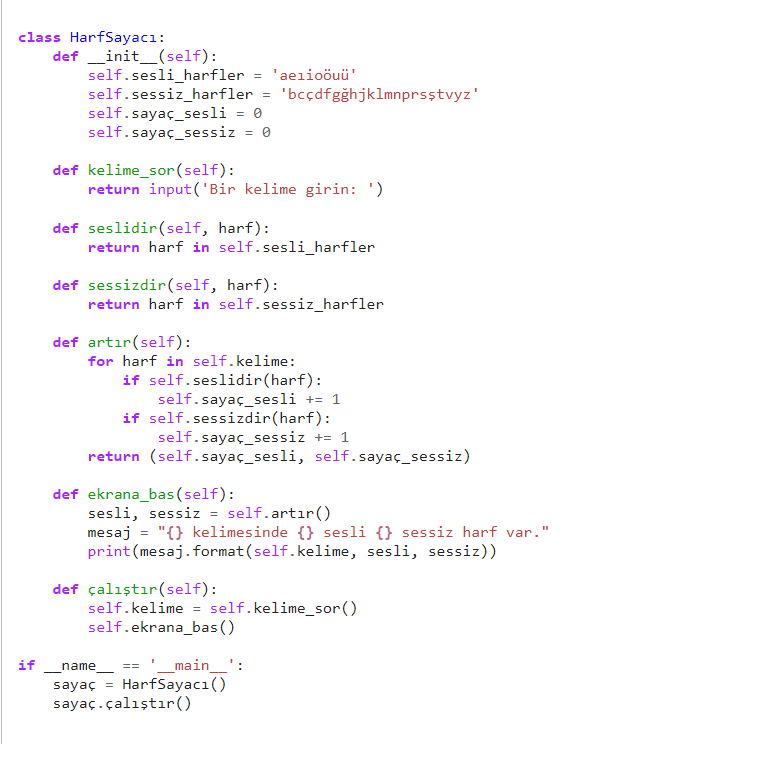 class HarfSayacı:
    def __init__(self):
        self.sesli_harfler = 'aeıioöuü'
        self.sessiz_harfler = 'bcçdfgğhjklmnprsştvyz'
        self.sayaç_sesli = 0
        self.sayaç_sessiz = 0

    def kelime_sor(self):
        return input('Bir kelime girin: ')

    def seslidir(self, harf):
        return harf in self.sesli_harfler

    def sessizdir(self, harf):
        return harf in self.sessiz_harfler

    def artır(self):
        for harf in self.kelime:
            if self.seslidir(harf):
                self.sayaç_sesli += 1
            if self.sessizdir(harf):
                self.sayaç_sessiz += 1
        return (self.sayaç_sesli, self.sayaç_sessiz)

    def ekrana_bas(self):
        sesli, sessiz = self.artır()
        mesaj = "{} kelimesinde {} sesli {} sessiz harf var."
        print(mesaj.format(self.kelime, sesli, sessiz))

    def çalıştır(self):
        self.kelime = self.kelime_sor()
        self.ekrana_bas()

if __name__ == '__main__':
    sayaç = HarfSayacı()
    sayaç.çalıştır()